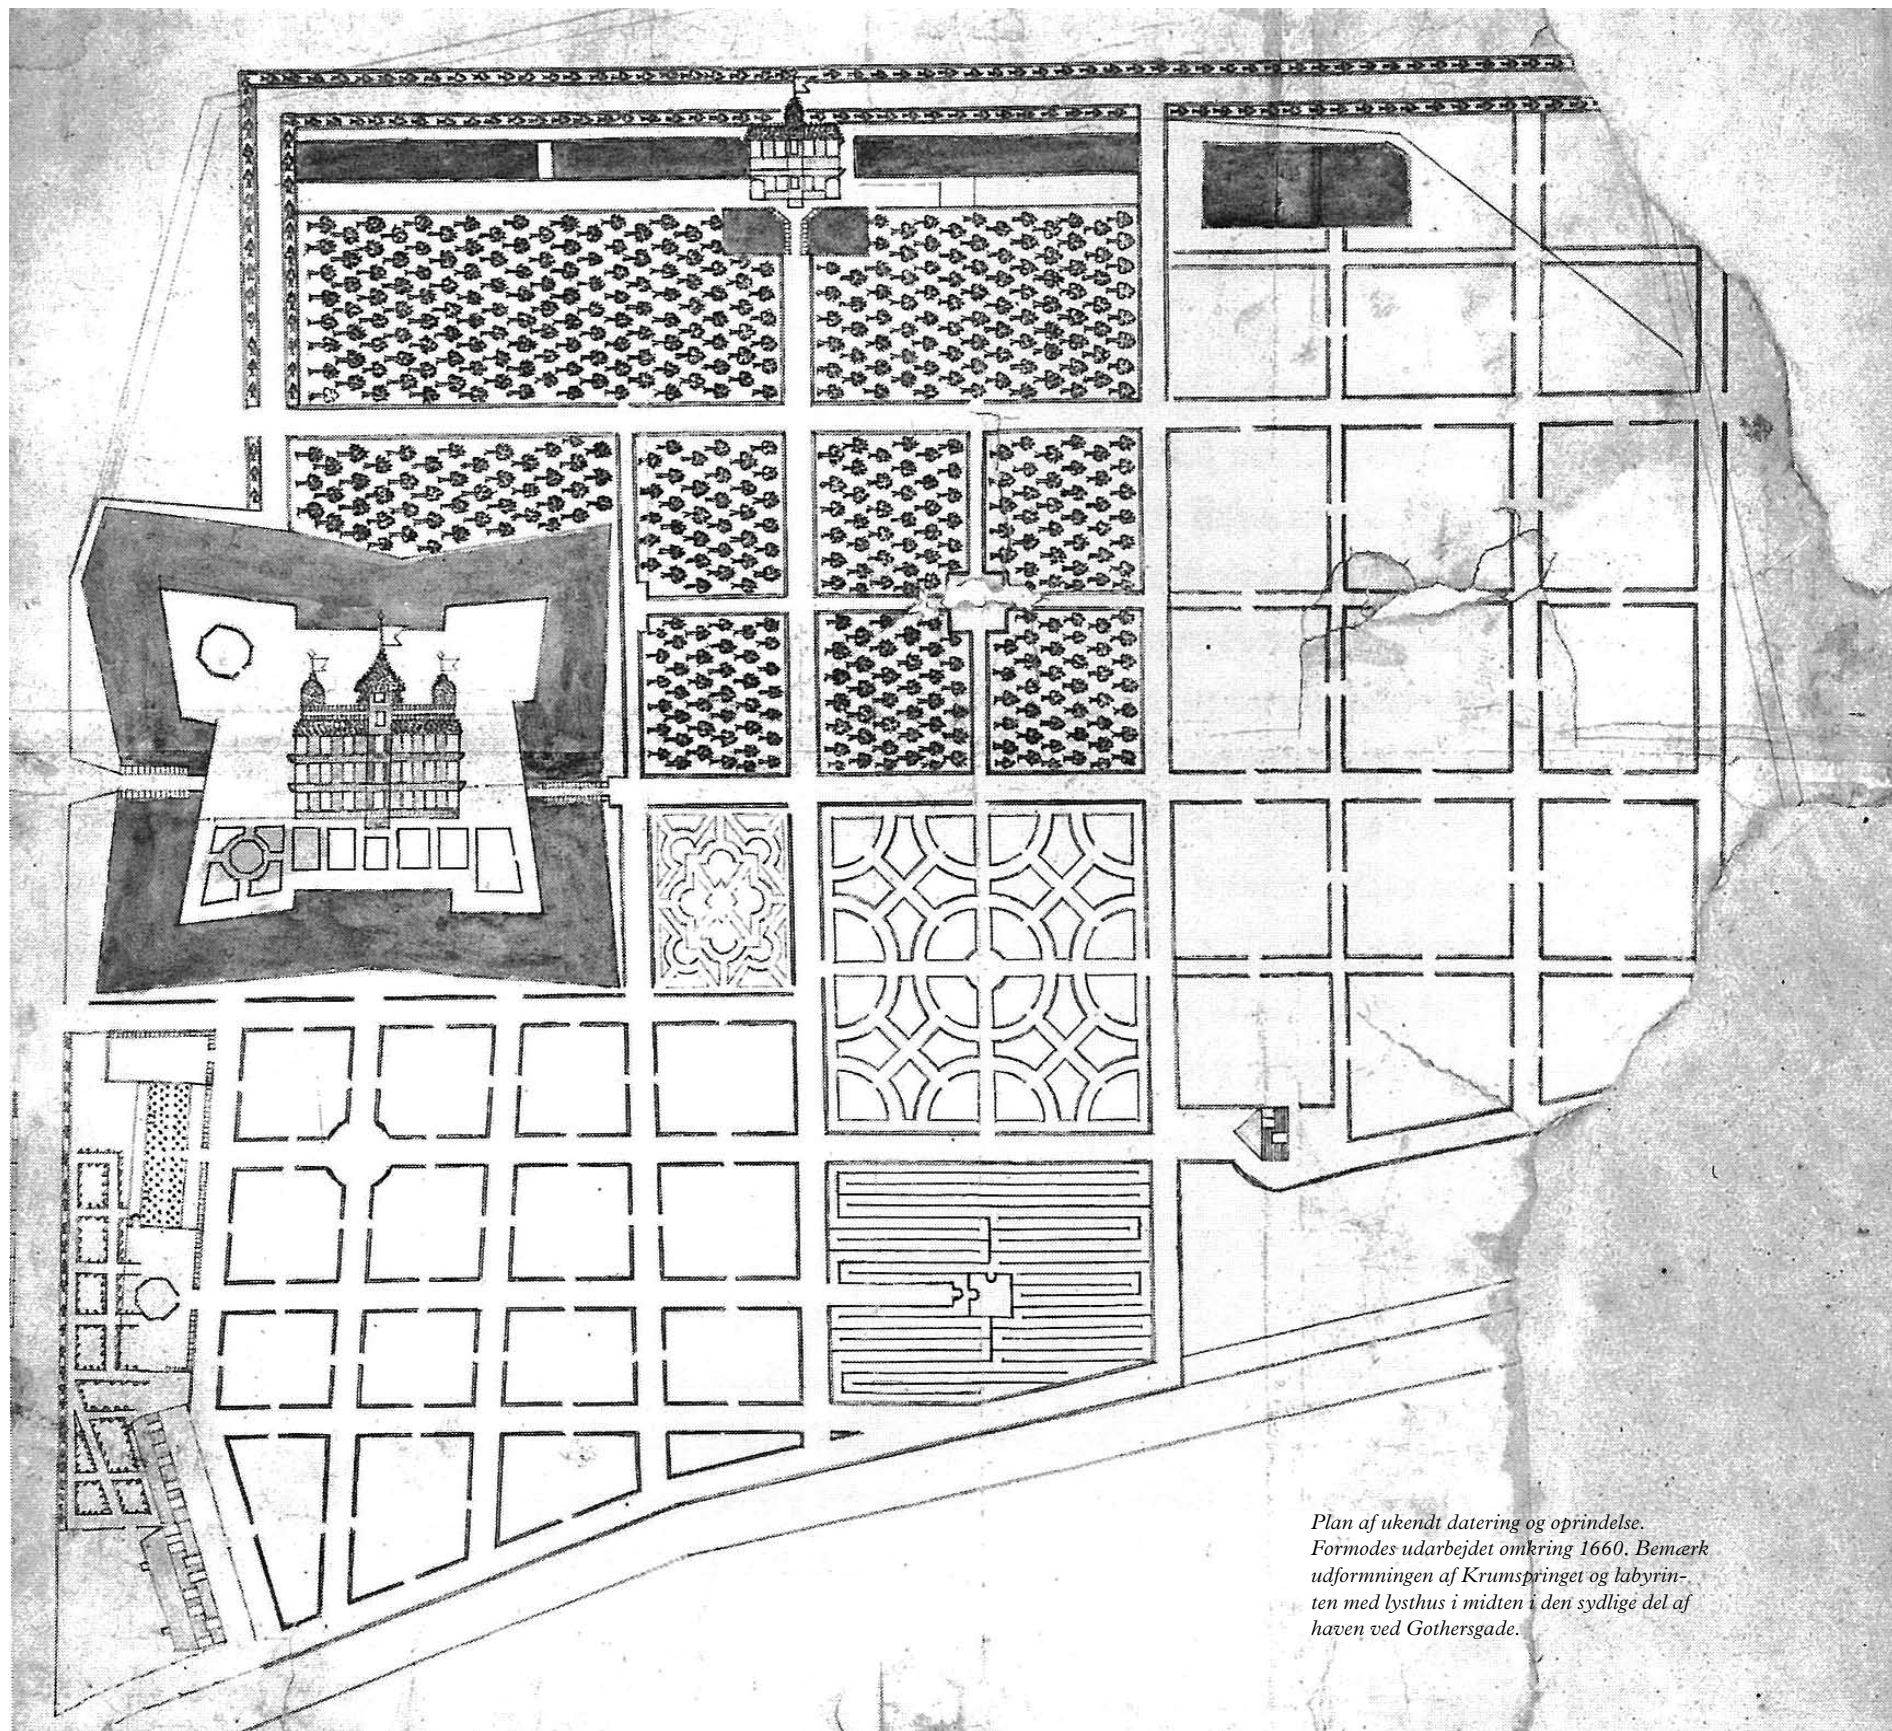 Plan af ukendt datering og oprindelse.
Formodes udarbejdet omkring 1660. Bemærk
udformningen af Krumspringet og labyrin-
ten med lysthus i midten i den sydlige del af
haven ved Gothersgade.